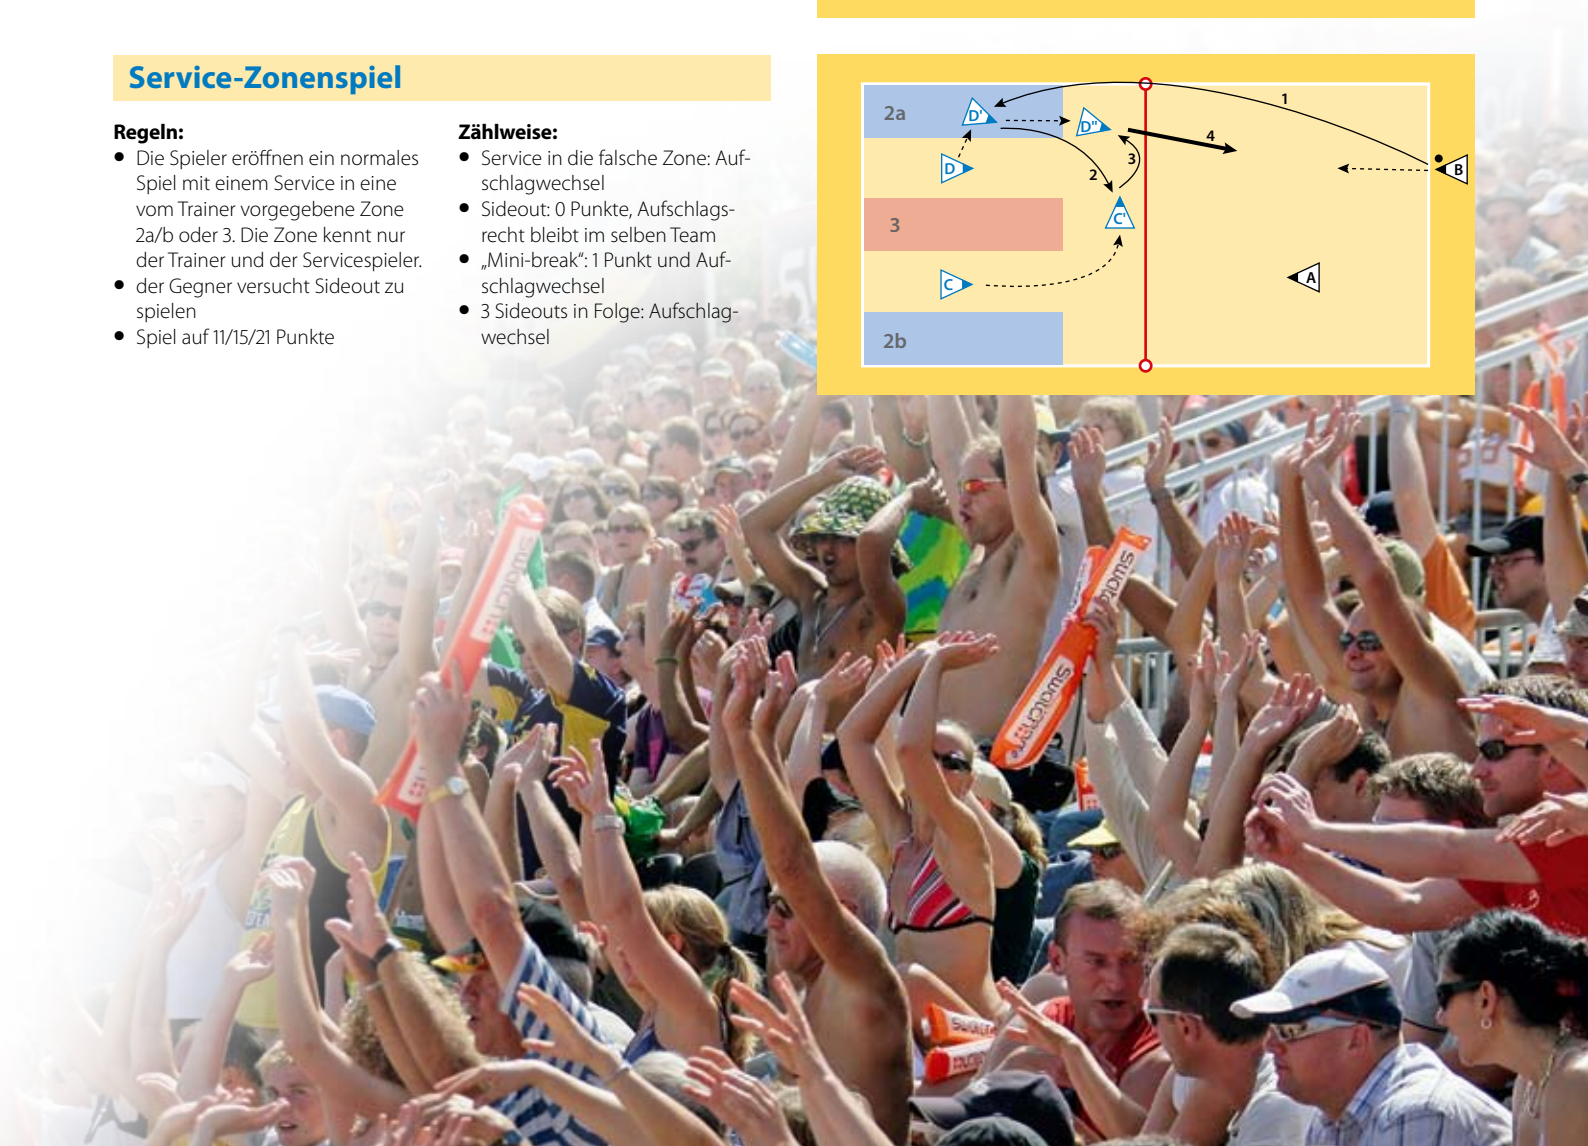 Service-Zonenspiel
Regeln:
● Die Spieler eröffnen ein normales
Spiel mit einem Service in eine
vom Trainer vorgegebene Zone
2a/b oder 3. Die Zone kennt nur
der Trainer und der Servicespieler.
● der Gegner versucht Sideout zu
spielen
● Spiel auf 11/15/21 Punkte
Zählweise:
● Service in die falsche Zone: Auf-
schlagwechsel
● Sideout: 0 Punkte, Aufschlags-
recht bleibt im selben Team
● „Mini-break“: 1 Punkt und Auf-
schlagwechsel
● 3 Sideouts in Folge: Aufschlag-
wechsel
2a
D'
D"
1
4
3
2
D
B
3
C'
C
A
2b
swatch
swatch
swatch